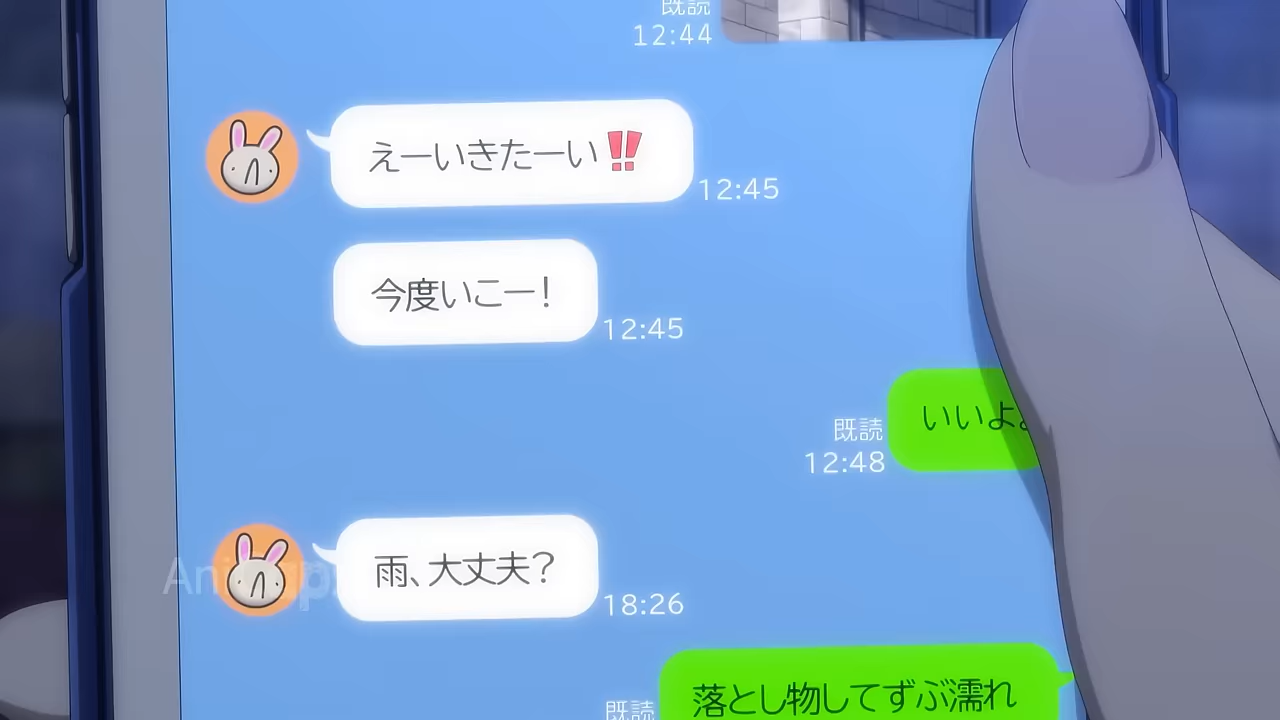 既読
12:44
えーいきたーい‼
12:45
今度いこー！
12:45
いいよ
既読
12:48
雨、大丈夫？
18:26
落とし物してずぶ濡れ
既読